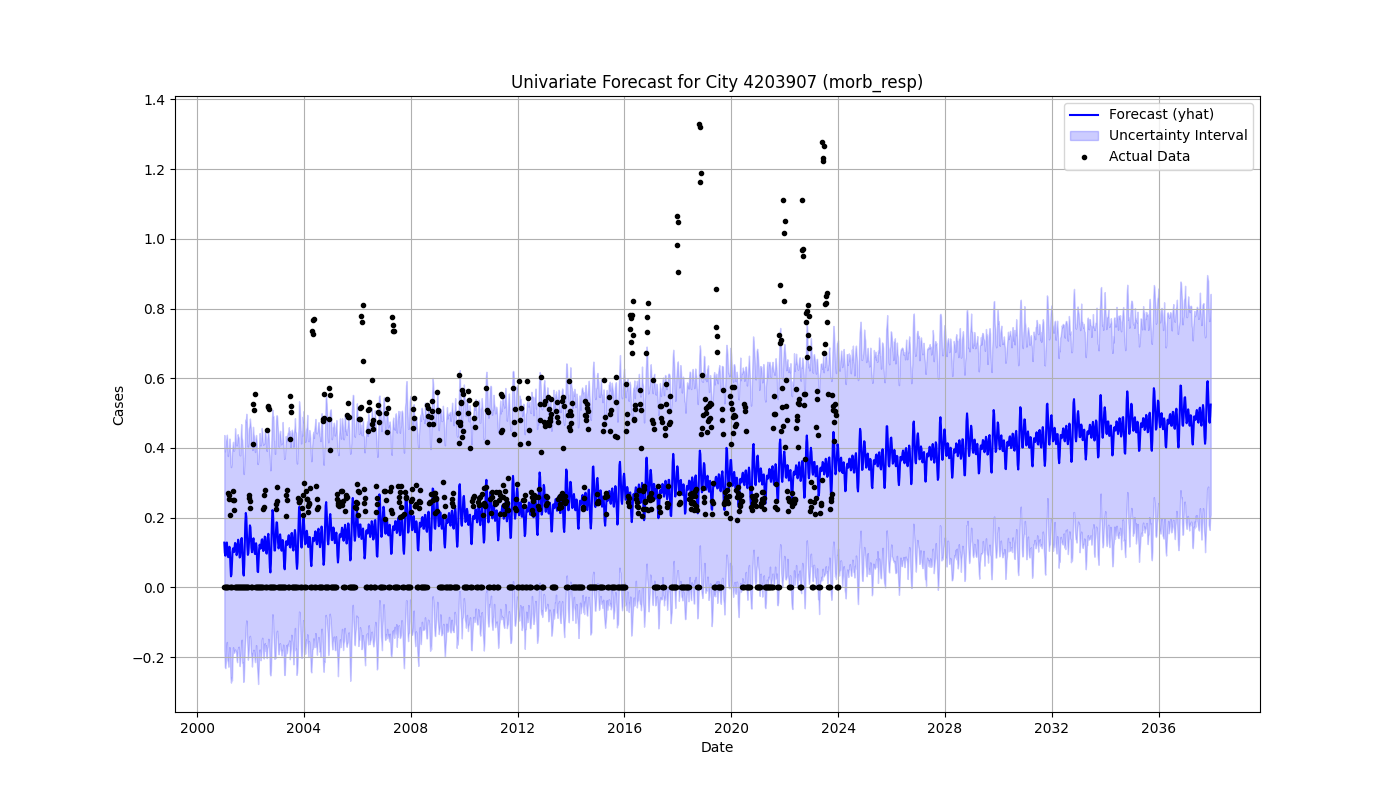 Univariate Forecast for City 4203907 (morb_resp)
Forecast (yhat)
Uncertainty Interval
Actual Data
Cases
1.4
1.2
1.0
0.8
0.6
0.4
0.2
0.0
−0.2
2000 2004 2008 2012 2016 2020 2024 2028 2032 2036
Date